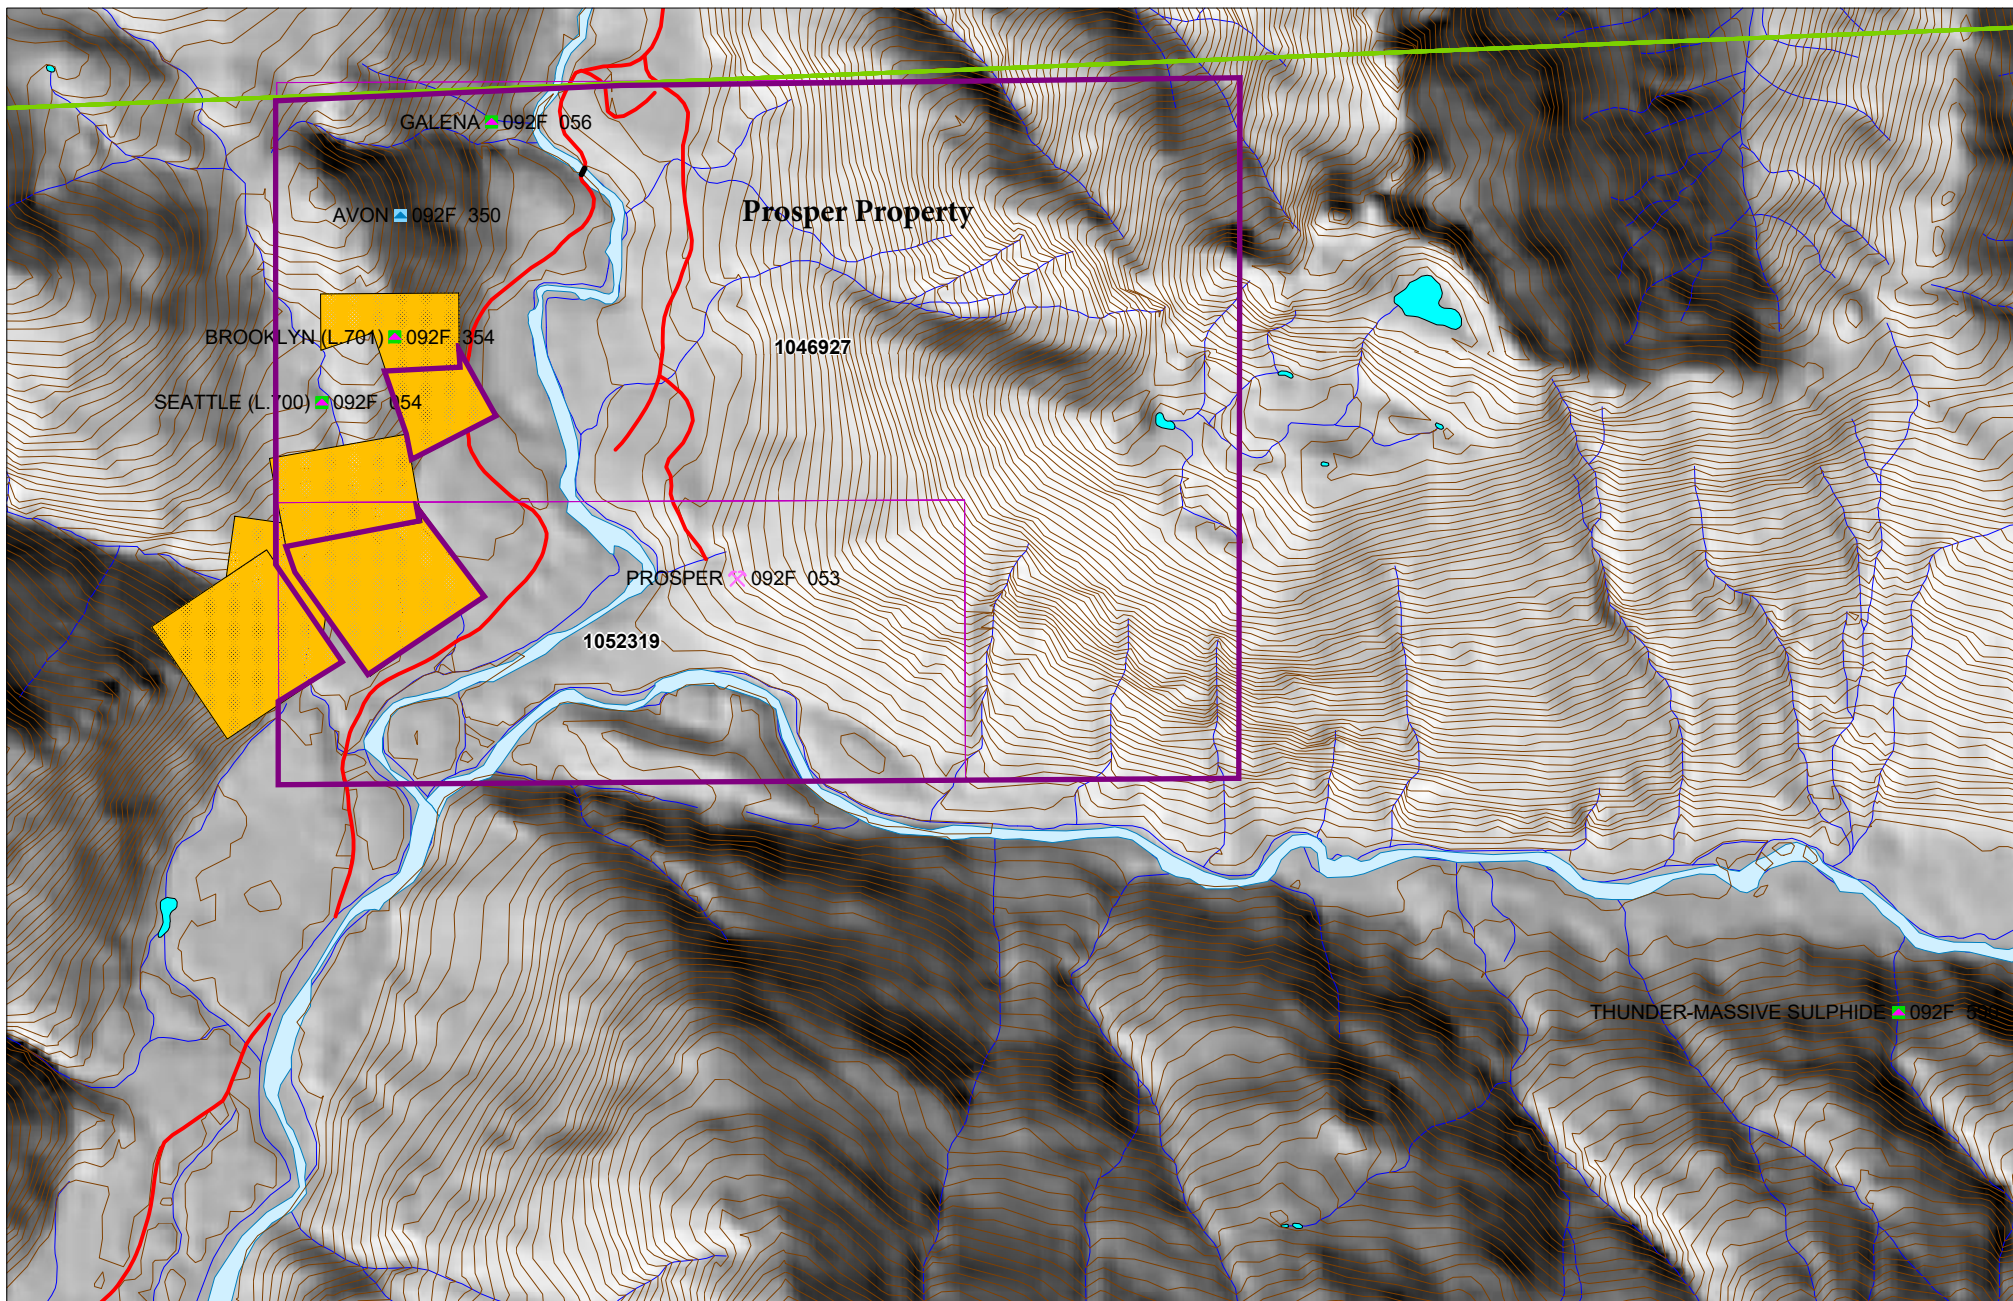 GALENA 092F 056
AVON 092F 350
Prosper Property
BROOKLYN (L.701) 092F 354
1046927
SEATTLE (L.700) 092F 054
PROSPER 092F 053
1052319
THUNDER-MASSIVE SULPHIDE 092F